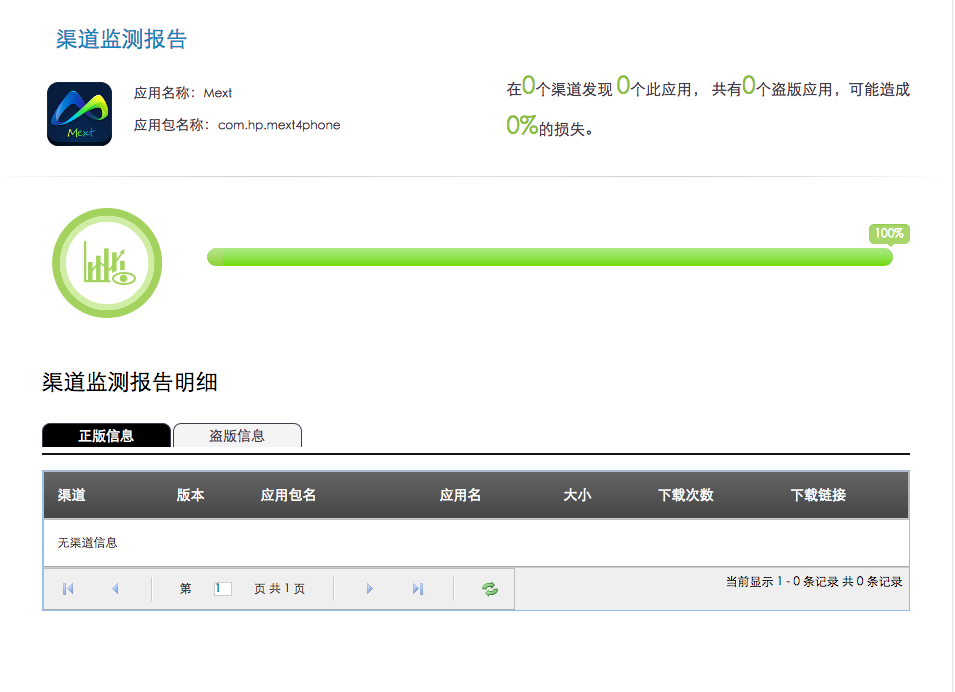 渠道监测报告
Mext
应用名称：Mext
应用包名称：com.hp.mext4phone
在0个渠道发现 0个此应用， 共有0个盗版应用，可能造成
0%的损失。
100%
渠道监测报告明细
正版信息 盗版信息
渠道 版本 应用包名 应用名 大小 下载次数 下载链接
无渠道信息
第 1 页 共 1 页
当前显示 1 - 0 条记录 共 0 条记录